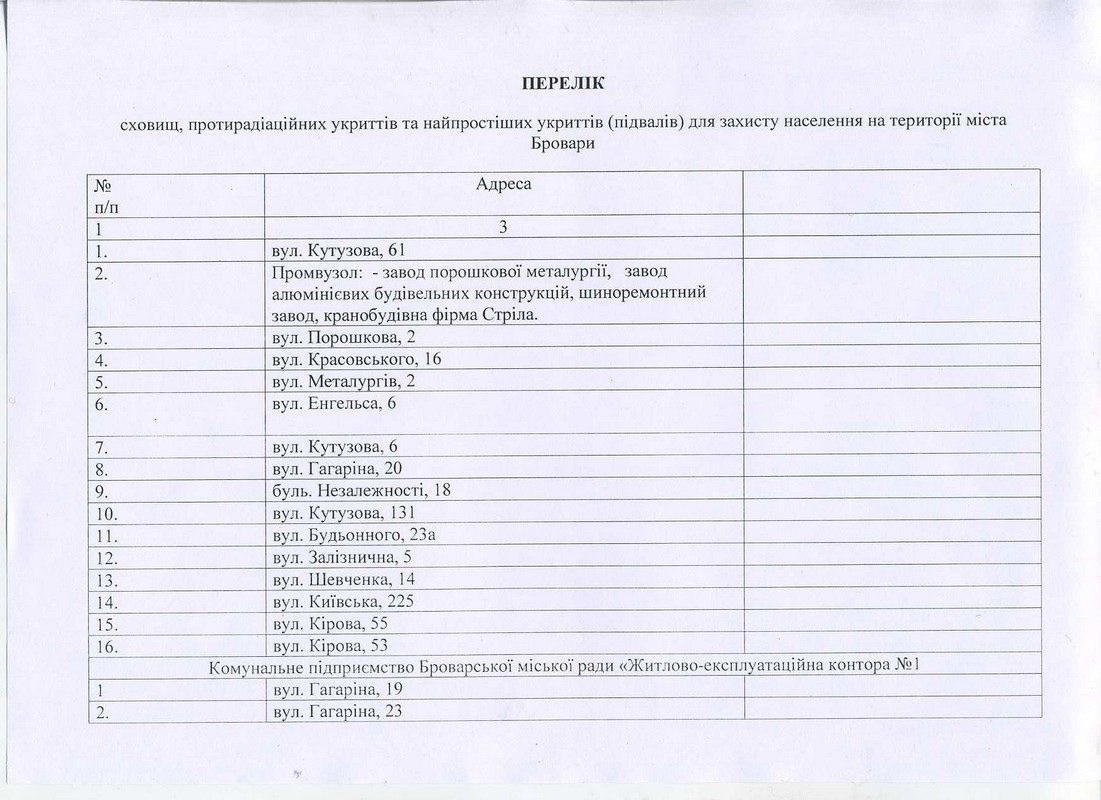 ПЕРЕЛІК
сховищ, протирадіаційних укриттів та найпростіших укриттів (підвалів) для захисту населення на території міста
Бровари
№
п/п
Адреса
1 3
1. вул. Кутузова, 61
2. Промвузол: - завод порошкової металургії, завод
алюмінієвих будівельних конструкцій, шиноремонтний
завод, кранобудівна фірма Стріла.
3. вул. Порошкова, 2
4. вул. Красовського, 16
5. вул. Металургів, 2
6. вул. Енгельса, 6
7. вул. Кутузова, 6
8. вул. Гагаріна, 20
9. буль. Незалежності, 18
10. вул. Кутузова, 131
11. вул. Будьонного, 23а
12. вул. Залізнична, 5
13. вул. Шевченка, 14
14. вул. Київська, 225
15. вул. Кірова, 55
16. вул. Кірова, 53
Комунальне підприємство Броварської міської ради «Житлово-експлуатаційна контора №1
1 вул. Гагаріна, 19
2. вул. Гагаріна, 23